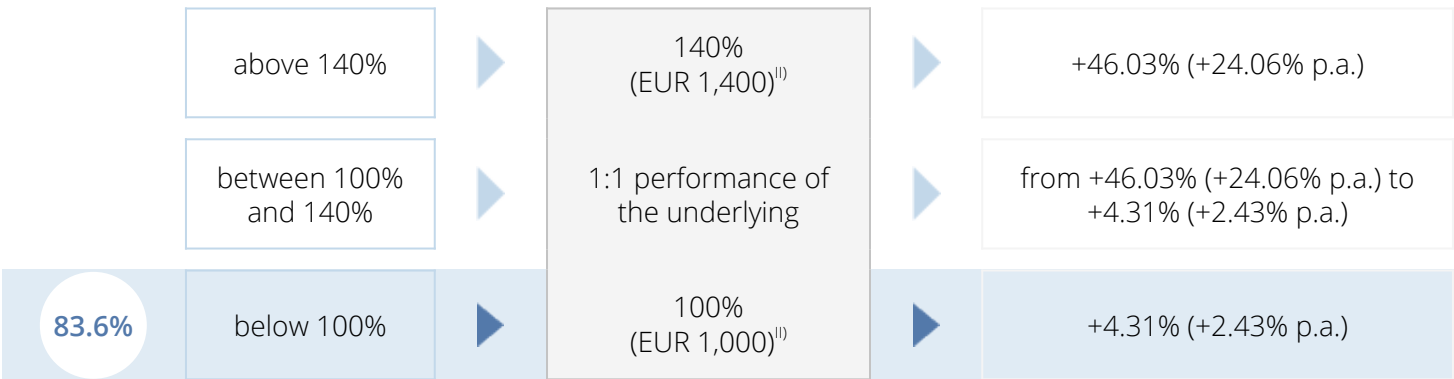 above 140%
140%
(EUR 1,400)II)
+46.03% (+24.06% p.a.)
between 100%
and 140%
1:1 performance of
the underlying
from +46.03% (+24.06% p.a.) to
+4.31% (+2.43% p.a.)
83.6%
below 100%
100%
(EUR 1,000)II)
+4.31% (+2.43% p.a.)